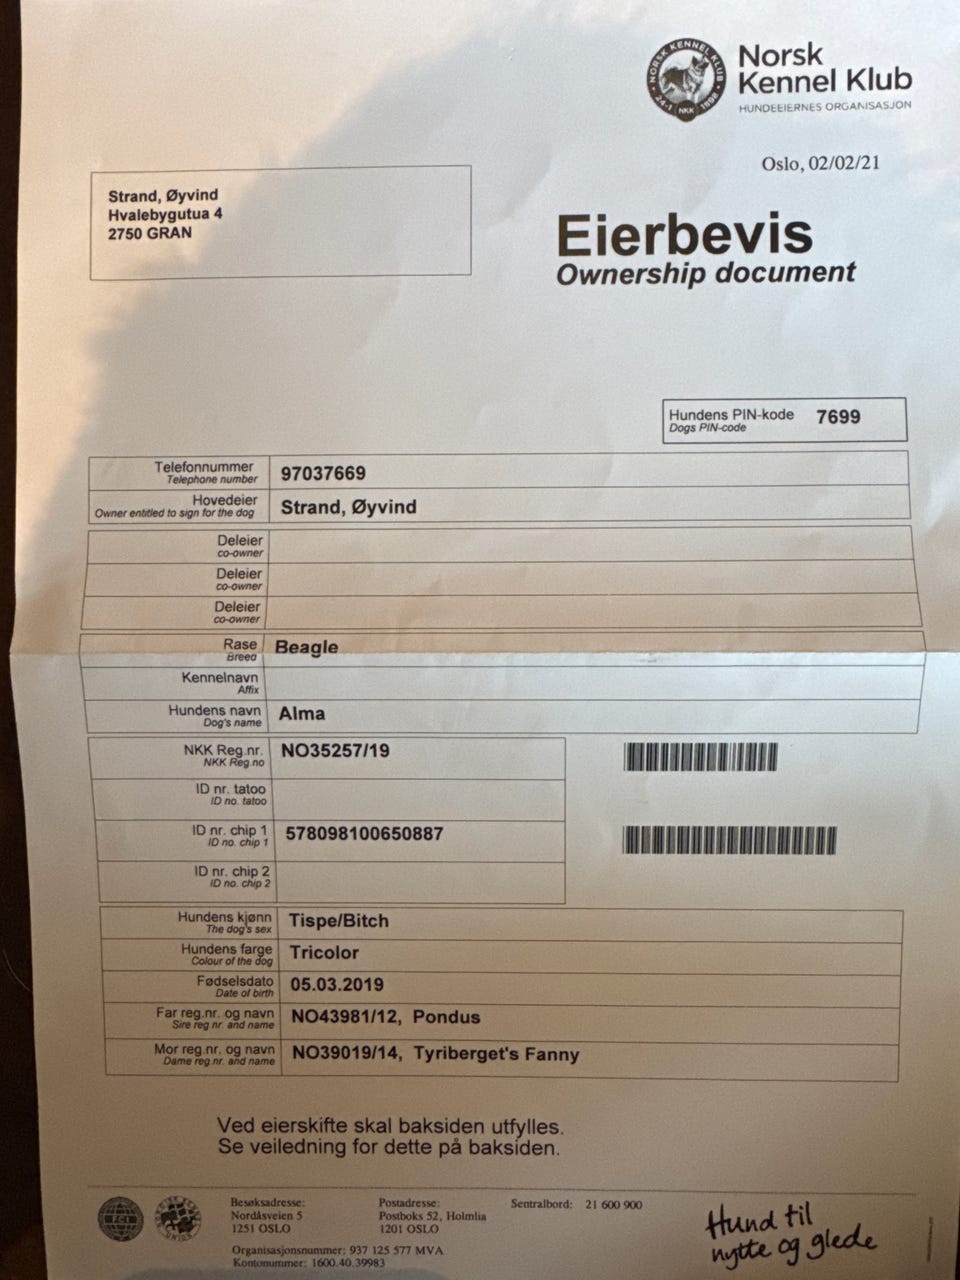 NORSK KENNEL KLUB
24-1 NKK 1898
Norsk
Kennel Klub
HUNDEEIERNES ORGANISASJON
Oslo, 02/02/21
Strand, Øyvind
Hvalebygutua 4
2750 GRAN
Eierbevis
Ownership document
Hundens PIN-kode 7699
Dogs PIN-code
Telefonnummer 97037669
Telephone number
Hovedeier Strand, Øyvind
Owner entitled to sign for the dog
Deleier
co-owner
Deleier
co-owner
Deleier
co-owner
Rase Beagle
Breed
Kennelnavn
Affix
Hundens navn Alma
Dog's name
NKK Reg.nr. NO35257/19
NKK Reg.no
ID nr. tatoo
ID no. tatoo
ID nr. chip 1 578098100650887
ID no. chip 1
ID nr. chip 2
ID no. chip 2
Hundens kjønn Tispe/Bitch
The dog's sex
Hundens farge Tricolor
Colour of the dog
Fødselsdato 05.03.2019
Date of birth
Far reg.nr. og navn NO43981/12, Pondus
Sire reg nr. and name
Mor reg.nr. og navn NO39019/14, Tyriberget's Fanny
Dame reg.nr. and name
Ved eierskifte skal baksiden utfylles.
Se veiledning for dette på baksiden.
FCI
UNION
Besøksadresse: Postadresse: Sentralbord: 21 600 900
Nordåsveien 5 Postboks 52, Holmlia
1251 OSLO 1201 OSLO
Organisasjonsnummer: 937 125 577 MVA
Kontonummer: 1600.40.39983
Hund til
nytte og glede